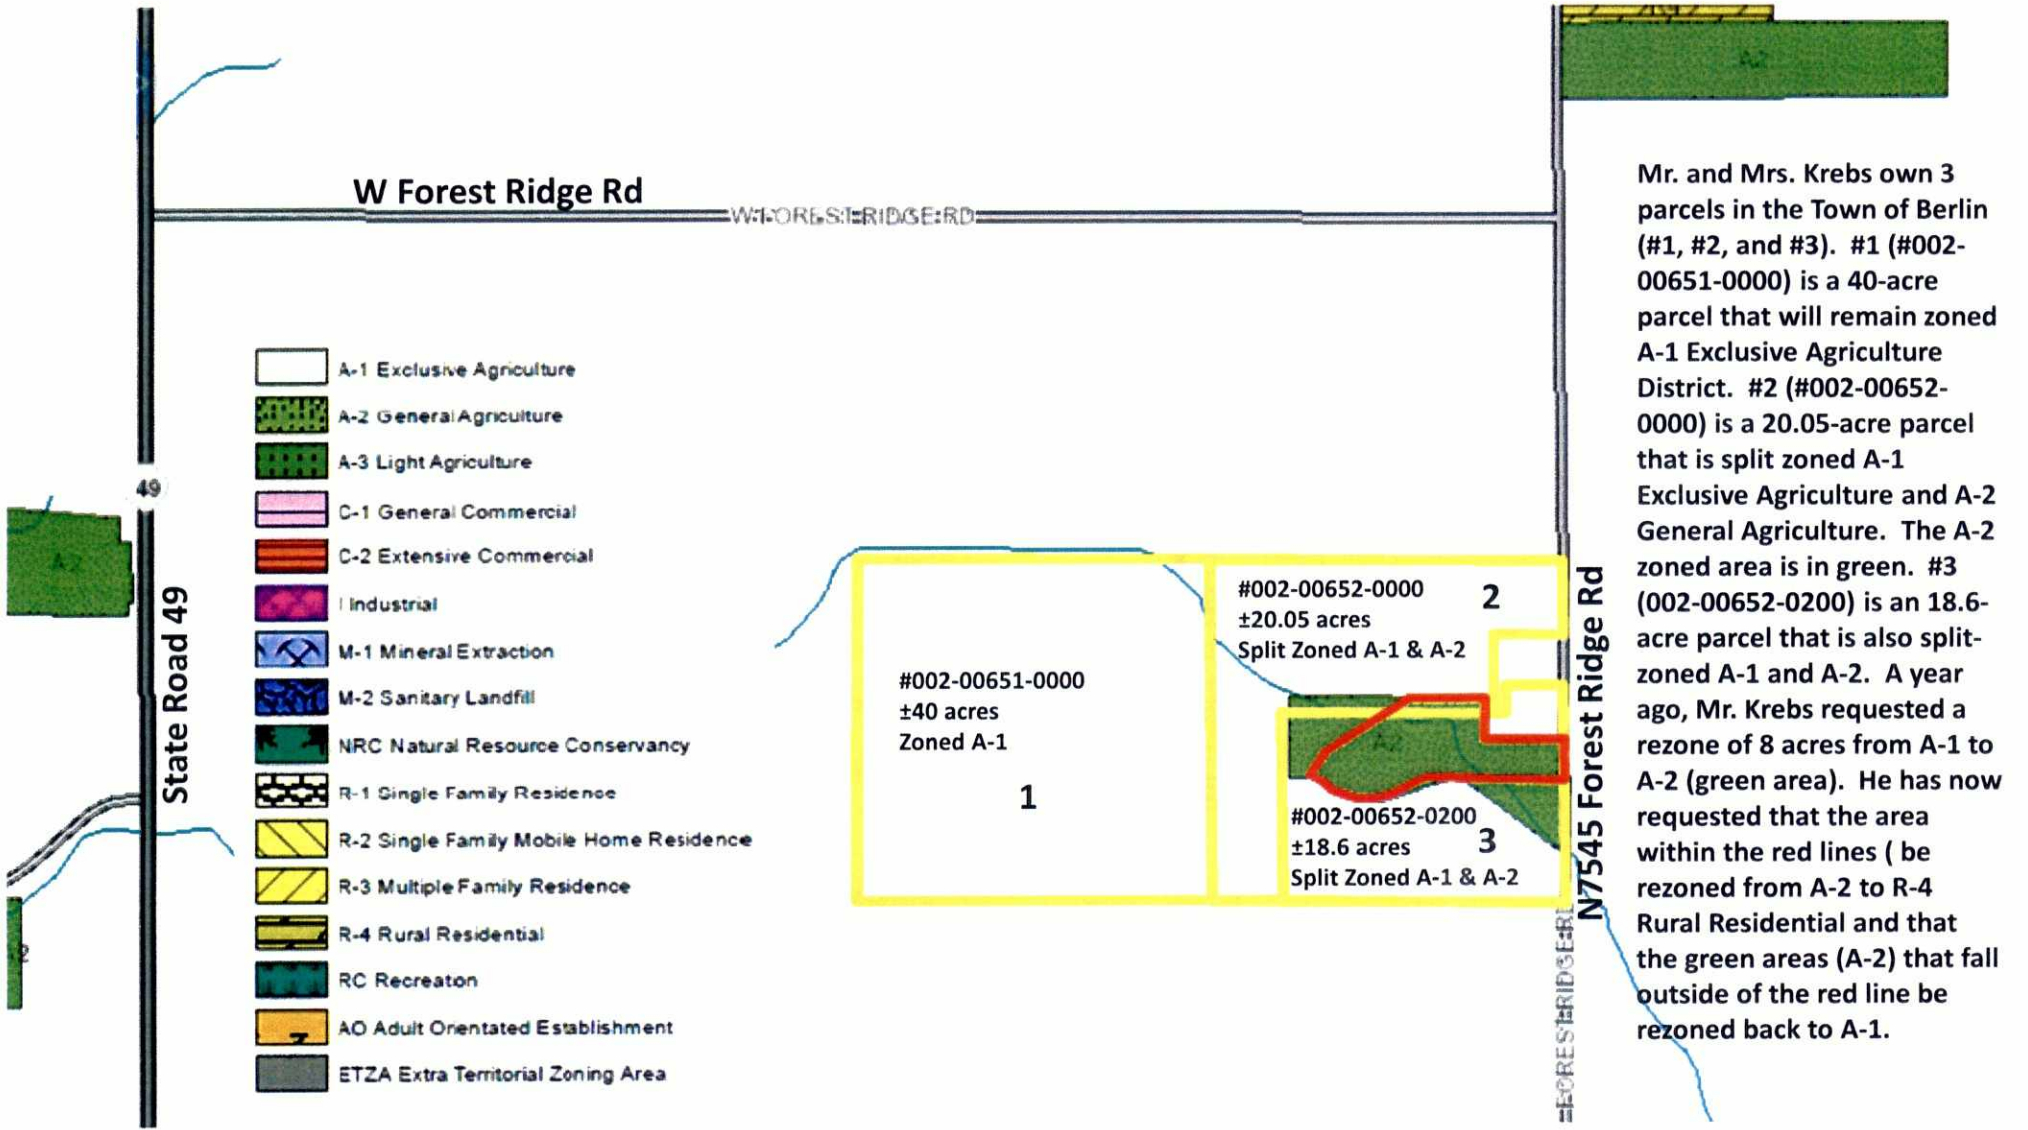 A2
W Forest Ridge Rd
W FOREST RIDGE RD
Mr. and Mrs. Krebs own 3
parcels in the Town of Berlin
(#1, #2, and #3).  #1 (#002-
00651-0000) is a 40-acre
parcel that will remain zoned
A-1 Exclusive Agriculture
District.  #2 (#002-00652-
0000) is a 20.05-acre parcel
that is split zoned A-1
Exclusive Agriculture and A-2
General Agriculture.  The A-2
zoned area is in green.  #3
(002-00652-0200) is an 18.6-
acre parcel that is also split-
zoned A-1 and A-2.  A year
ago, Mr. Krebs requested a
rezone of 8 acres from A-1 to
A-2 (green area).  He has now
requested that the area
within the red lines ( be
rezoned from A-2 to R-4
Rural Residential and that
the green areas (A-2) that fall
outside of the red line be
rezoned back to A-1.
A-1 Exclusive Agriculture
A-2 General Agriculture
A-3 Light Agriculture
C-1 General Commercial
C-2 Extensive Commercial
I Industrial
M-1 Mineral Extraction
M-2 Sanitary Landfill
NRC Natural Resource Conservancy
R-1 Single Family Residence
R-2 Single Family Mobile Home Residence
R-3 Multiple Family Residence
R-4 Rural Residential
RC Recreaton
AO Adult Orientated Establishment
ETZA Extra Territorial Zoning Area
49
A2
State Road 49
2
#002-00651-0000
±40 acres
Zoned A-1
1
#002-00652-0000
±20.05 acres
Split Zoned A-1 & A-2
2
A2
#002-00652-0200
±18.6 acres
Split Zoned A-1 & A-2
3
N7545 Forest Ridge Rd
FOREST RIDGE RD